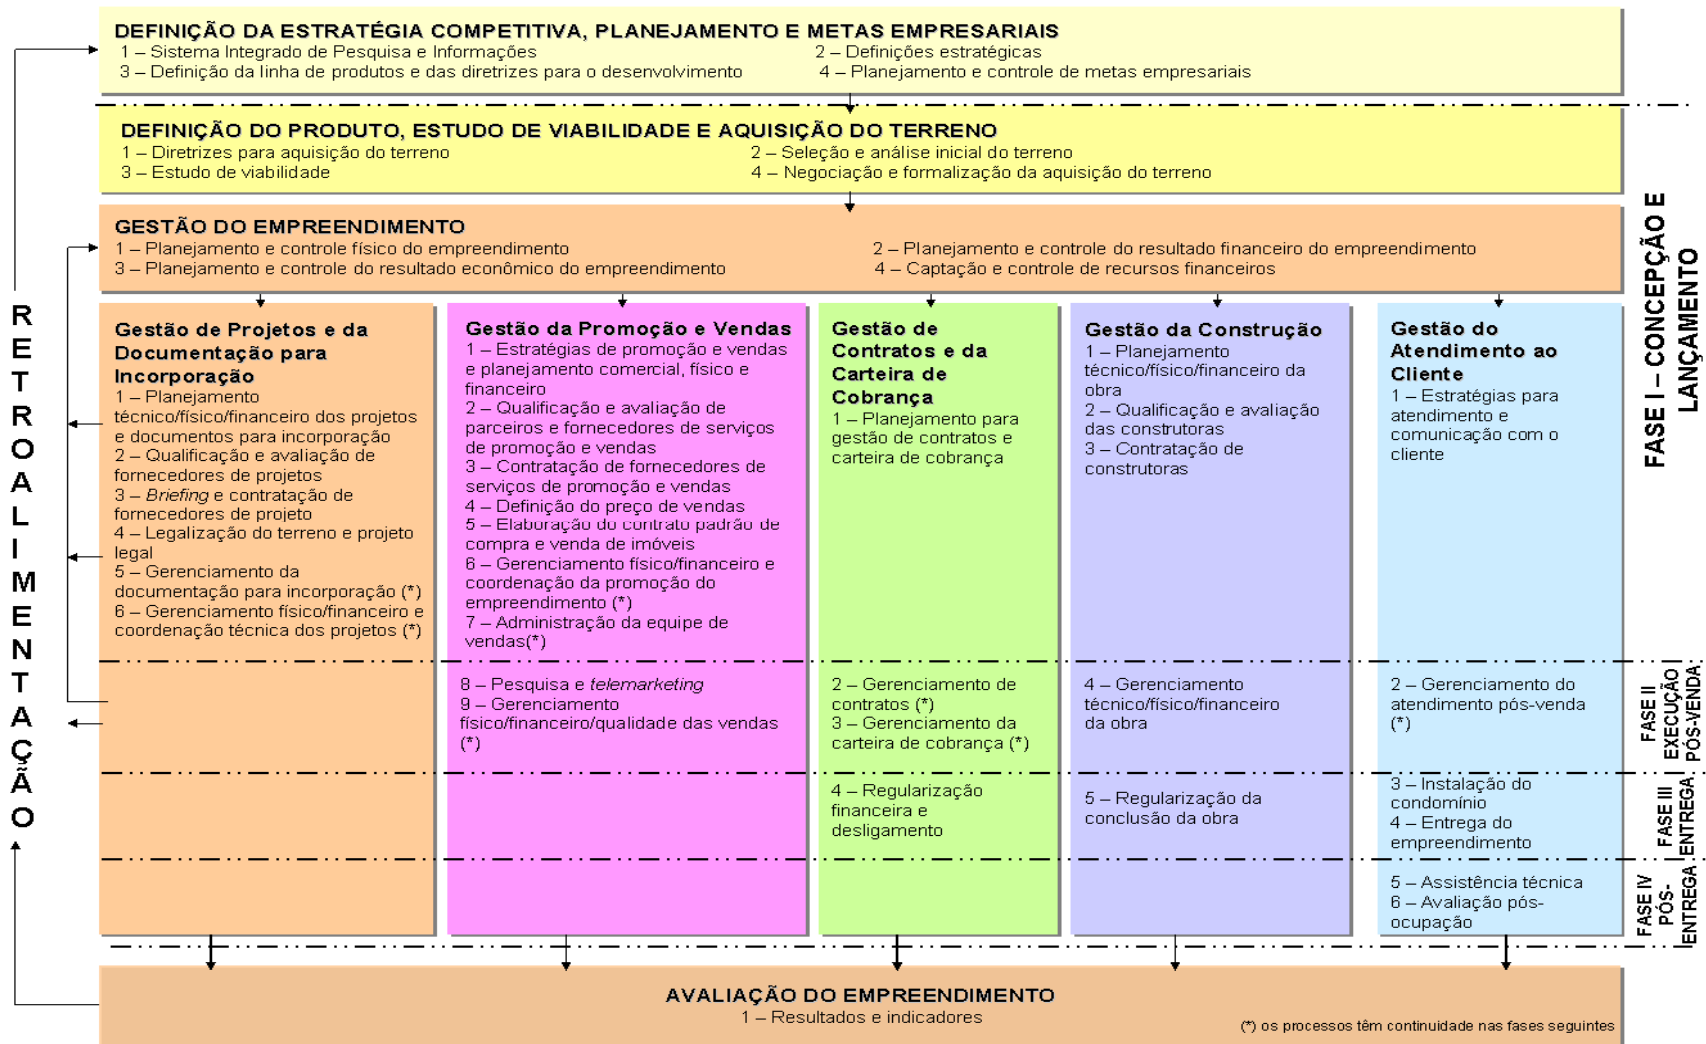 DEFINIÇÃO DA ESTRATÉGIA COMPETITIVA, PLANEJAMENTO E METAS EMPRESARIAIS
1 – Sistema Integrado de Pesquisa e Informações
2 – Definições estratégicas
3 – Definição da linha de produtos e das diretrizes para o desenvolvimento
4 – Planejamento e controle de metas empresariais
DEFINIÇÃO DO PRODUTO, ESTUDO DE VIABILIDADE E AQUISIÇÃO DO TERRENO
1 – Diretrizes para aquisição do terreno
2 – Seleção e análise inicial do terreno
3 – Estudo de viabilidade
4 – Negociação e formalização da aquisição do terreno
GESTÃO DO EMPREENDIMENTO
1 – Planejamento e controle físico do empreendimento
2 – Planejamento e controle do resultado financeiro do empreendimento
3 – Planejamento e controle do resultado econômico do empreendimento
4 – Captação e controle de recursos financeiros
Gestão de Projetos e da
Documentação para
Incorporação
1 – Planejamento
técnico/físico/financeiro dos projetos
e documentos para incorporação
2 – Qualificação e avaliação de
fornecedores de projetos
3 – Briefing e contratação de
fornecedores de projeto
4 – Legalização do terreno e projeto
legal
5 – Gerenciamento da
documentação para incorporação (*)
6 – Gerenciamento físico/financeiro e
coordenação técnica dos projetos (*)
Gestão da Promoção e Vendas
1 – Estratégias de promoção e vendas
e planejamento comercial, físico e
financeiro
2 – Qualificação e avaliação de
parceiros e fornecedores de serviços
de promoção e vendas
3 – Contratação de fornecedores de
serviços de promoção e vendas
4 – Definição do preço de vendas
5 – Elaboração do contrato padrão de
compra e venda de imóveis
6 – Gerenciamento físico/financeiro e
coordenação da promoção do
empreendimento (*)
7 – Administração da equipe de
vendas(*)
8 – Pesquisa e telemarketing
9 – Gerenciamento
físico/financeiro/qualidade das vendas
(*)
Gestão de
Contratos e da
Carteira de
Cobrança
1 – Planejamento para
gestão de contratos e
carteira de cobrança
2 – Gerenciamento de
contratos (*)
3 – Gerenciamento da
carteira de cobrança (*)
4 – Regularização
financeira e
desligamento
Gestão da Construção
1 – Planejamento
técnico/físico/financeiro da
obra
2 – Qualificação e avaliação
das construtoras
3 – Contratação de
construtoras
4 – Gerenciamento
técnico/físico/financeiro
da obra
5 – Regularização da
conclusão da obra
Gestão do
Atendimento ao
Cliente
1 – Estratégias para
atendimento e
comunicação com o
cliente
2 – Gerenciamento do
atendimento pós-venda
(*)
3 – Instalação do
condomínio
4 – Entrega do
empreendimento
5 – Assistência técnica
6 – Avaliação pós-
ocupação
AVALIAÇÃO DO EMPREENDIMENTO
1 – Resultados e indicadores
(*) os processos têm continuidade nas fases seguintes
RETROALIMENTAÇÃO
FASE I – CONCEPÇÃO E
LANÇAMENTO
FASE II
EXECUÇÃO
PÓS-VENDA
FASE III
ENTREGA
FASE IV
PÓS-
ENTREGA